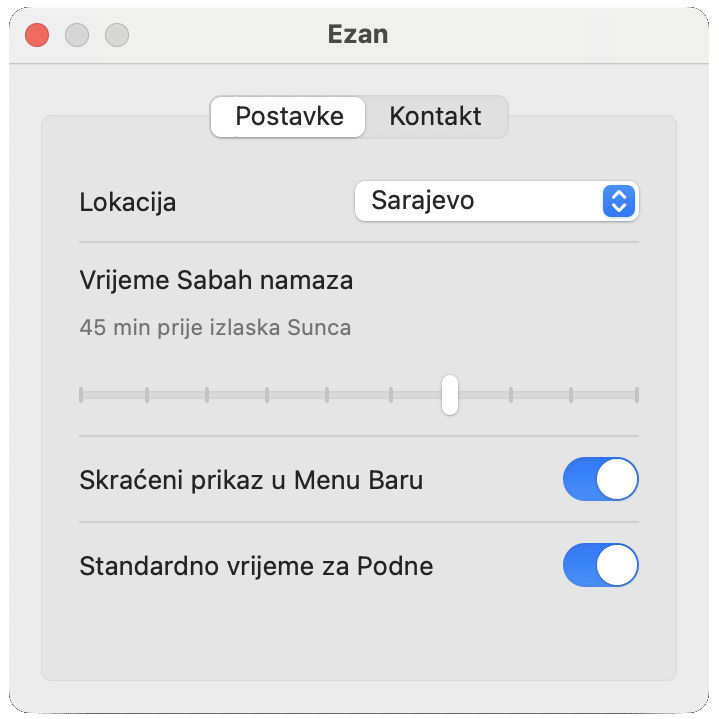 Ezan
Postavke Kontakt
Lokacija Sarajevo
Vrijeme Sabah namaza
45 min prije izlaska Sunca
Skraćeni prikaz u Menu Baru
Standardno vrijeme za Podne